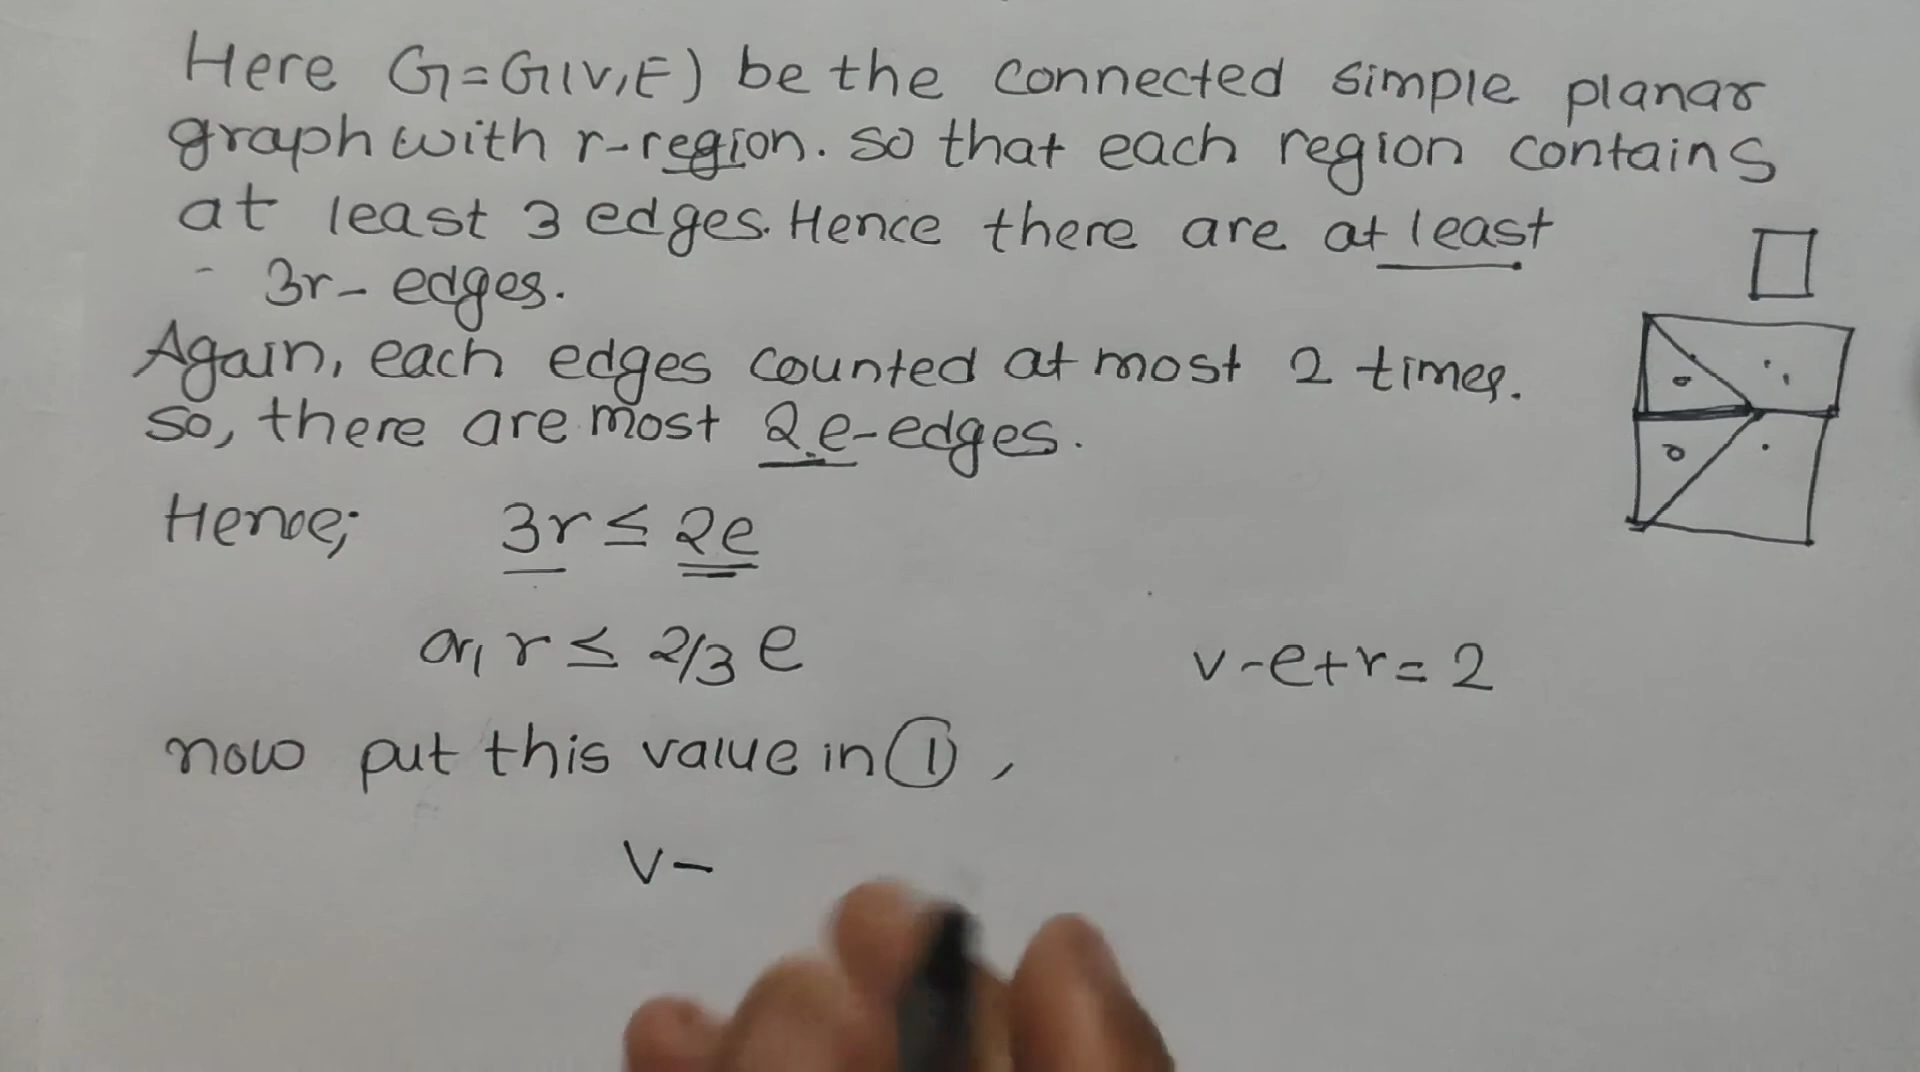 Here G=G(V,E) be the connected simple planar
graph with r-region. so that each region contains
at least 3 edges. Hence there are at least
- 3r- edges.
Again, each edges counted at most 2 times.
so, there are most 2e-edges.
Hence; 3r ≤ 2e
or, r ≤ 2/3 e
v-e+r=2
now put this value in ①,
v-